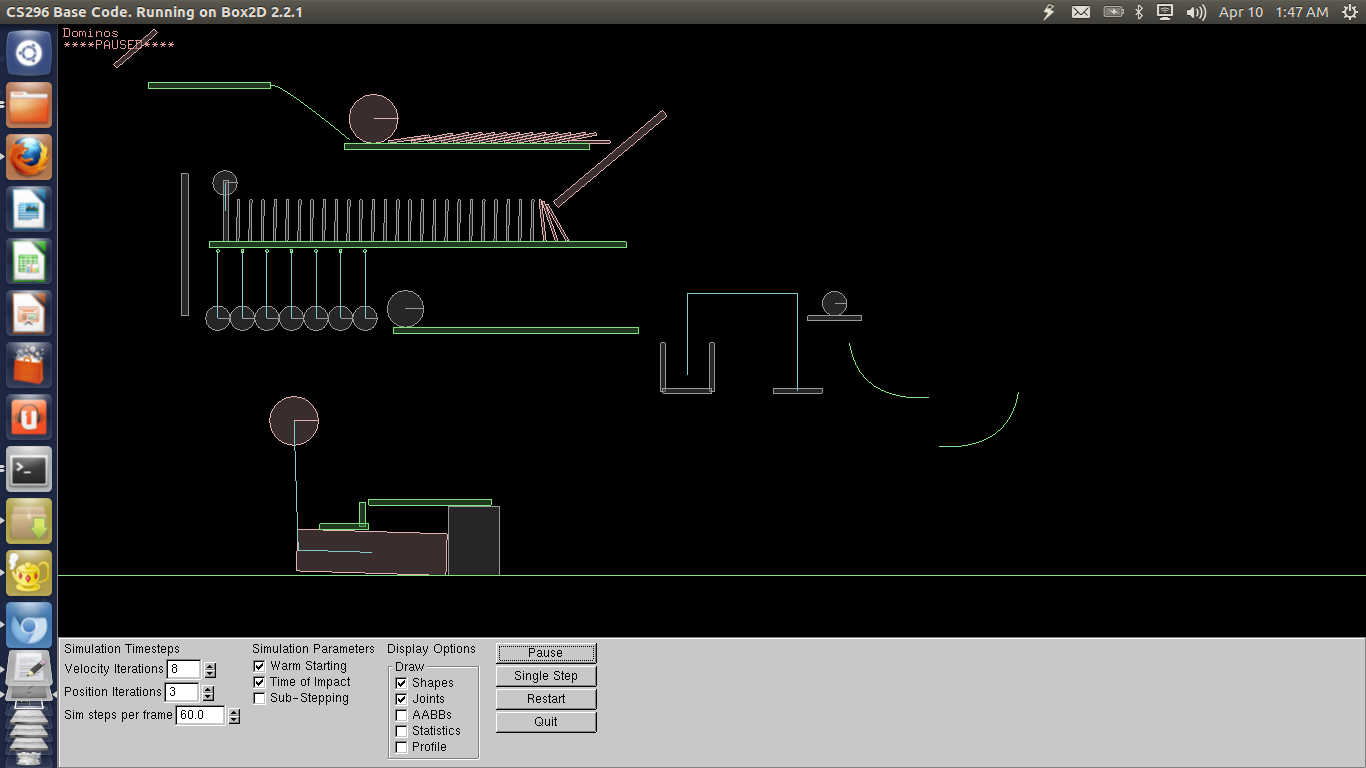 CS296 Base Code. Running on Box2D 2.2.1
Apr 10 1:47 AM
Dominos
****PAUSED****
Simulation Timesteps
Velocity Iterations 8
Position Iterations 3
Sim steps per frame 60.0
Simulation Parameters
Warm Starting
Time of Impact
Sub-Stepping
Display Options
Draw
Shapes
Joints
AABBs
Statistics
Profile
Pause
Single Step
Restart
Quit